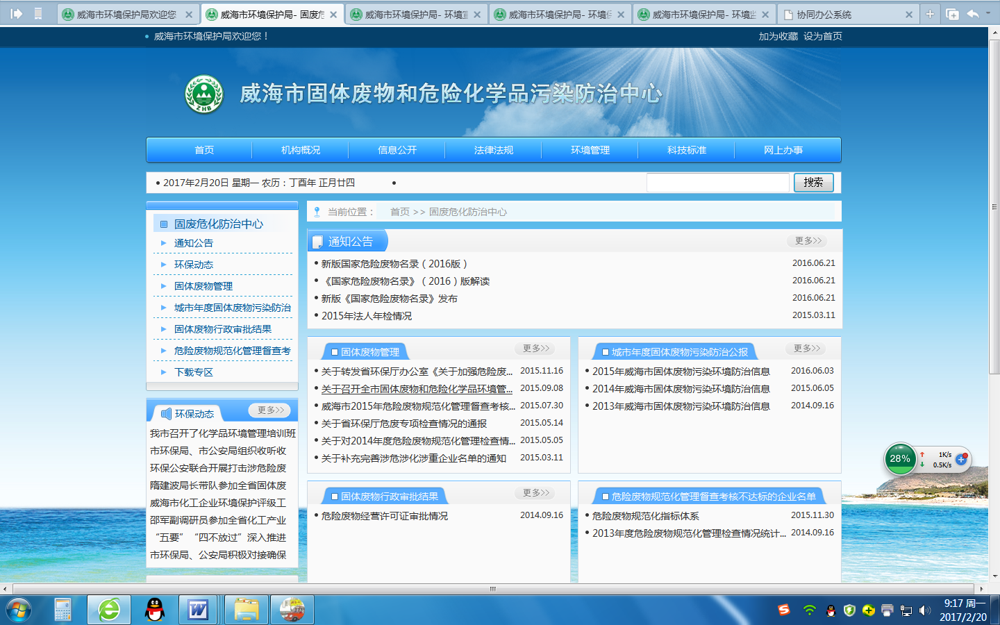 威海市环境保护局欢迎您
威海市环境保护局- 固废危
威海市环境保护局- 环境宣
威海市环境保护局- 环境保
威海市环境保护局- 环境监
协同办公系统
威海市环境保护局欢迎您！
加为收藏 设为首页
ZHB
威海市固体废物和危险化学品污染防治中心
首页 机构概况 信息公开 法律法规 环境管理 科技标准 网上办事
2017年2月20日 星期一 农历：丁酉年 正月廿四
搜索
固废危化防治中心
通知公告
环保动态
固体废物管理
城市年度固体废物污染防治
固体废物行政审批结果
危险废物规范化管理督查考
下载专区
环保动态 更多>>
我市召开了化学品环境管理培训班
市环保局、市公安局组织收听收
环保公安联合开展打击涉危险废
隋建波局长带队参加全省固体废
威海市化工企业环境保护评级工
邵军副调研员参加全省化工产业
“五要”“四不放过”深入推进
市环保局、公安局积极对接确保
当前位置： 首页 >> 固废危化防治中心
通知公告 更多>>
新版国家危险废物名录（2016版） 2016.06.21
《国家危险废物名录》（2016）版解读 2016.06.21
新版《国家危险废物名录》发布 2016.06.21
2015年法人年检情况 2015.03.11
固体废物管理 更多>>
关于转发省环保厅办公室《关于加强危险废... 2015.11.16
关于召开全市固体废物和危险化学品环境管... 2015.09.08
威海市2015年危险废物规范化管理督查考核... 2015.07.30
关于省环保厅危废专项检查情况的通报 2015.05.14
关于对2014年度危险废物规范化管理检查情... 2015.05.05
关于补充完善涉危涉化涉重企业名单的通知 2015.03.11
城市年度固体废物污染防治公报 更多>>
2015年威海市固体废物污染环境防治信息 2016.06.03
2014年威海市固体废物污染环境防治信息 2015.06.05
2013年威海市固体废物污染环境防治信息 2014.09.16
固体废物行政审批结果 更多>>
危险废物经营许可证审批情况 2014.09.16
危险废物规范化管理督查考核不达标的企业名单
危险废物规范化指标体系 2015.11.30
2013年度危险废物规范化管理检查情况统计... 2014.09.16
28%
1K/s
0.5K/s
9:17 周一
2017/2/20